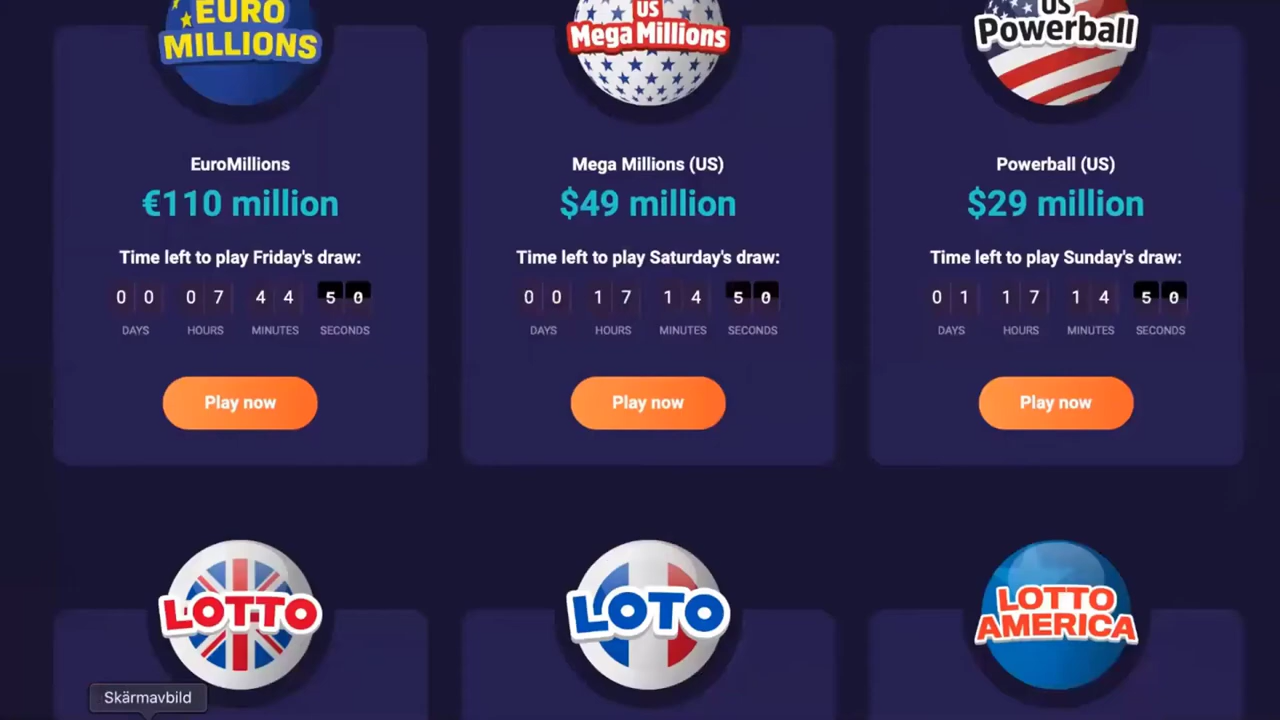 EURO
MILLIONS
US
Mega Millions
US
Powerball
EuroMillions
€110 million
Time left to play Friday's draw:
0 0 0 7 4 4 5 0
DAYS HOURS MINUTES SECONDS
Play now
Mega Millions (US)
$49 million
Time left to play Saturday's draw:
0 0 1 7 1 4 5 0
DAYS HOURS MINUTES SECONDS
Play now
Powerball (US)
$29 million
Time left to play Sunday's draw:
0 1 1 7 1 4 5 0
DAYS HOURS MINUTES SECONDS
Play now
LOTTO
LOTO
LOTTO
AMERICA
Skärmavbild